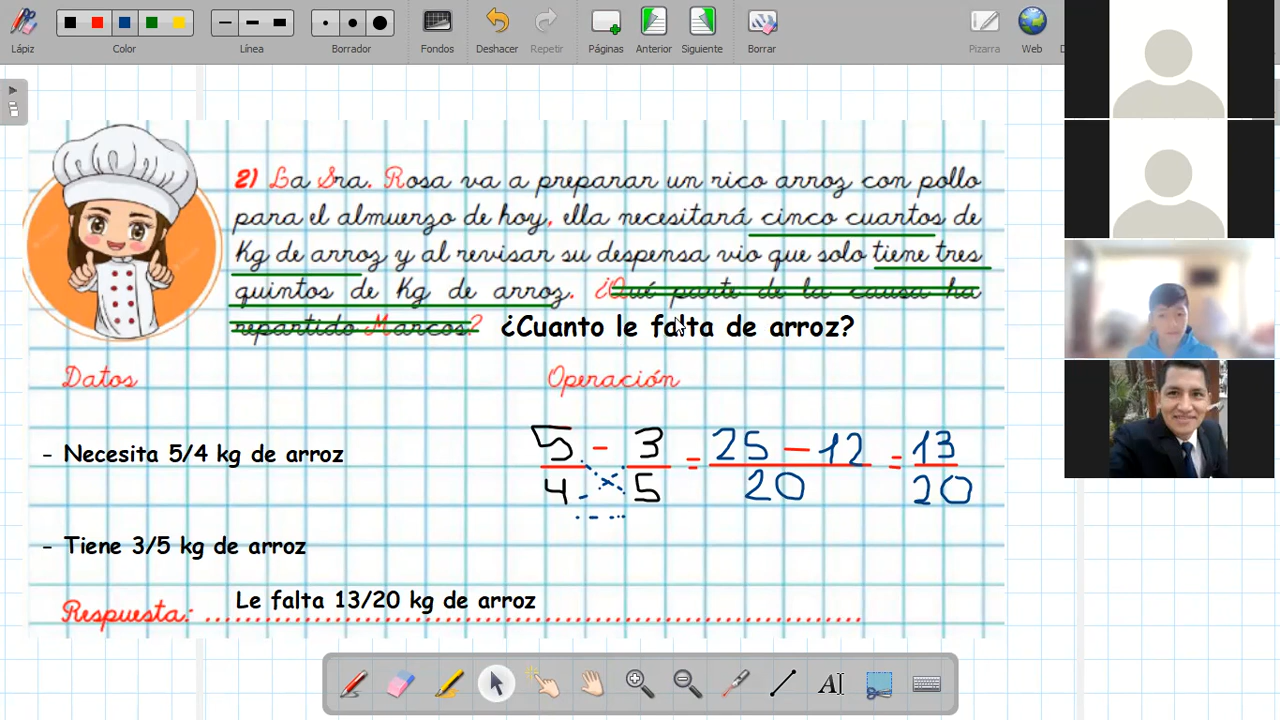 Lápiz Color Línea Borrador Fondos Deshacer Repetir Páginas Anterior Siguiente Borrar Pizarra Web
2) La Sra. Rosa va a preparar un rico arroz con pollo
para el almuerzo de hoy, ella necesitará cinco cuartos de
Kg de arroz y al revisar su despensa vio que solo tiene tres
quintos de Kg de arroz. ¿Qué parte de la causa ha
repartido Marcos? ¿Cuanto le falta de arroz?
Datos Operación
5/4 - 3/5 = 25 - 12/20 = 13/20
- Necesita 5/4 kg de arroz
- Tiene 3/5 kg de arroz
Respuesta: Le falta 13/20 kg de arroz